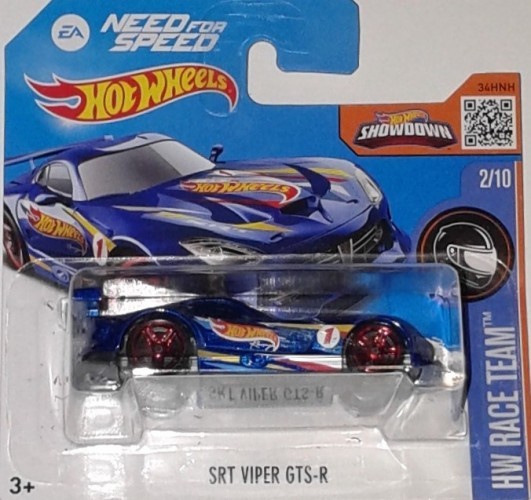 EA
NEED FOR
SPEED
HOT WHEELS
34HNH
HOT WHEELS
SHOWDOWN
2/10
HW RACE TEAM™
HOT WHEELS
HOT WHEELS
1
HOT WHEELS
1
SRT VIPER GTS-R
3+
SRT VIPER GTS-R